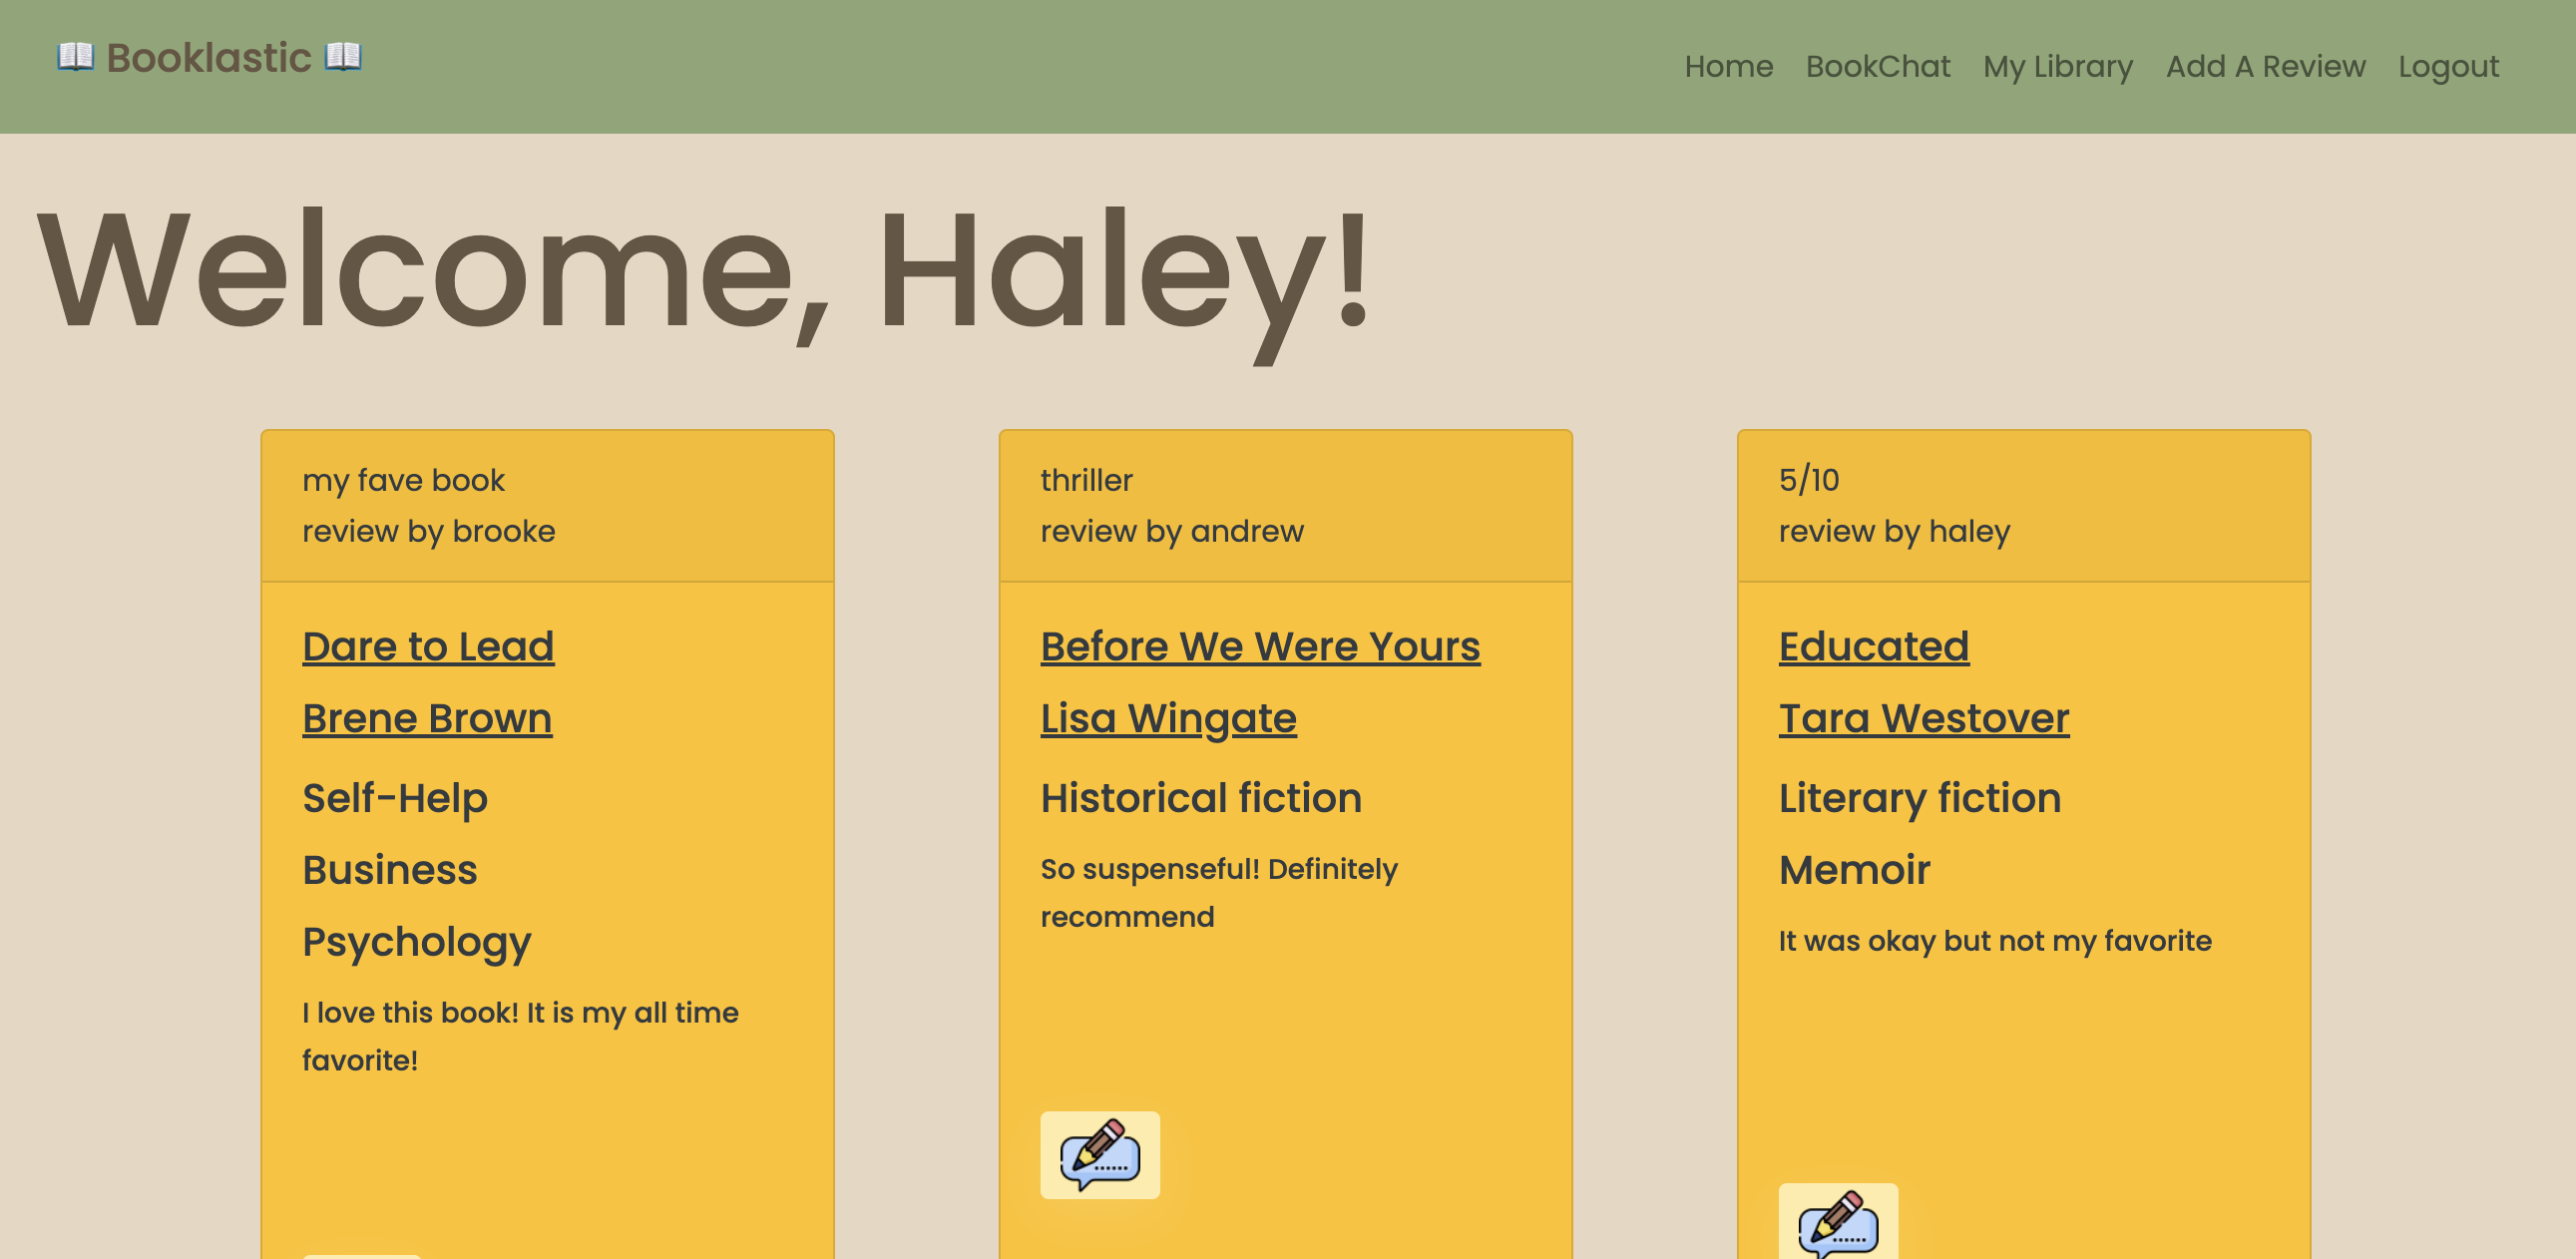 📖 Booklastic 📖
Home BookChat My Library Add A Review Logout
Welcome, Haley!
my fave book
review by brooke
Dare to Lead
Brene Brown
Self-Help
Business
Psychology
I love this book! It is my all time
favorite!
thriller
review by andrew
Before We Were Yours
Lisa Wingate
Historical fiction
So suspenseful! Definitely
recommend
5/10
review by haley
Educated
Tara Westover
Literary fiction
Memoir
It was okay but not my favorite